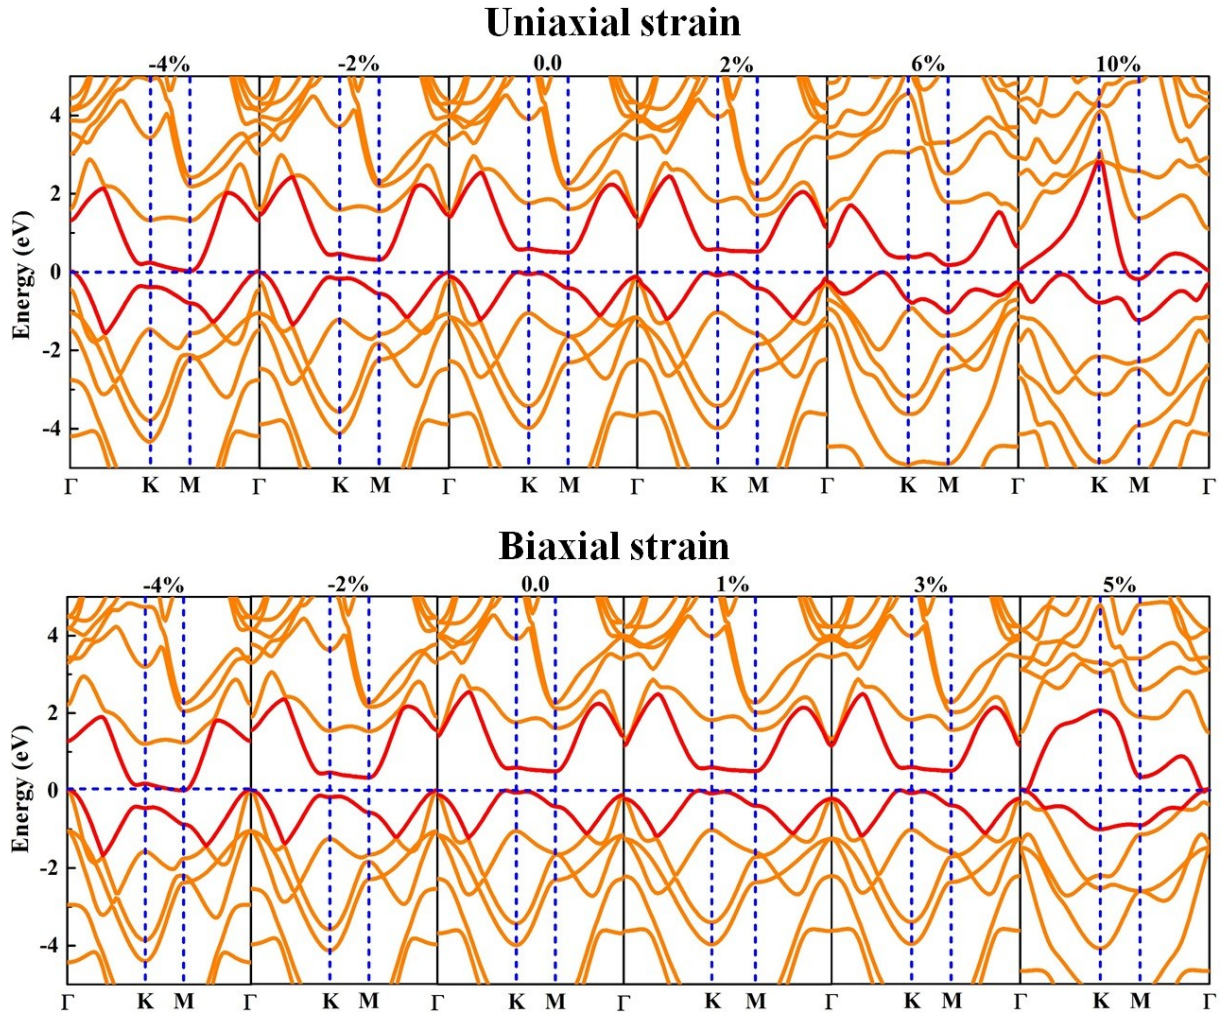 Uniaxial strain
-4% -2% 0.0 2% 6% 10%
4
2
0
-2
-4
Energy (eV)
Γ K M Γ K M Γ K M Γ K M Γ K M Γ K M Γ
Biaxial strain
-4% -2% 0.0 1% 3% 5%
4
2
0
-2
-4
Energy (eV)
Γ K M Γ K M Γ K M Γ K M Γ K M Γ K M Γ